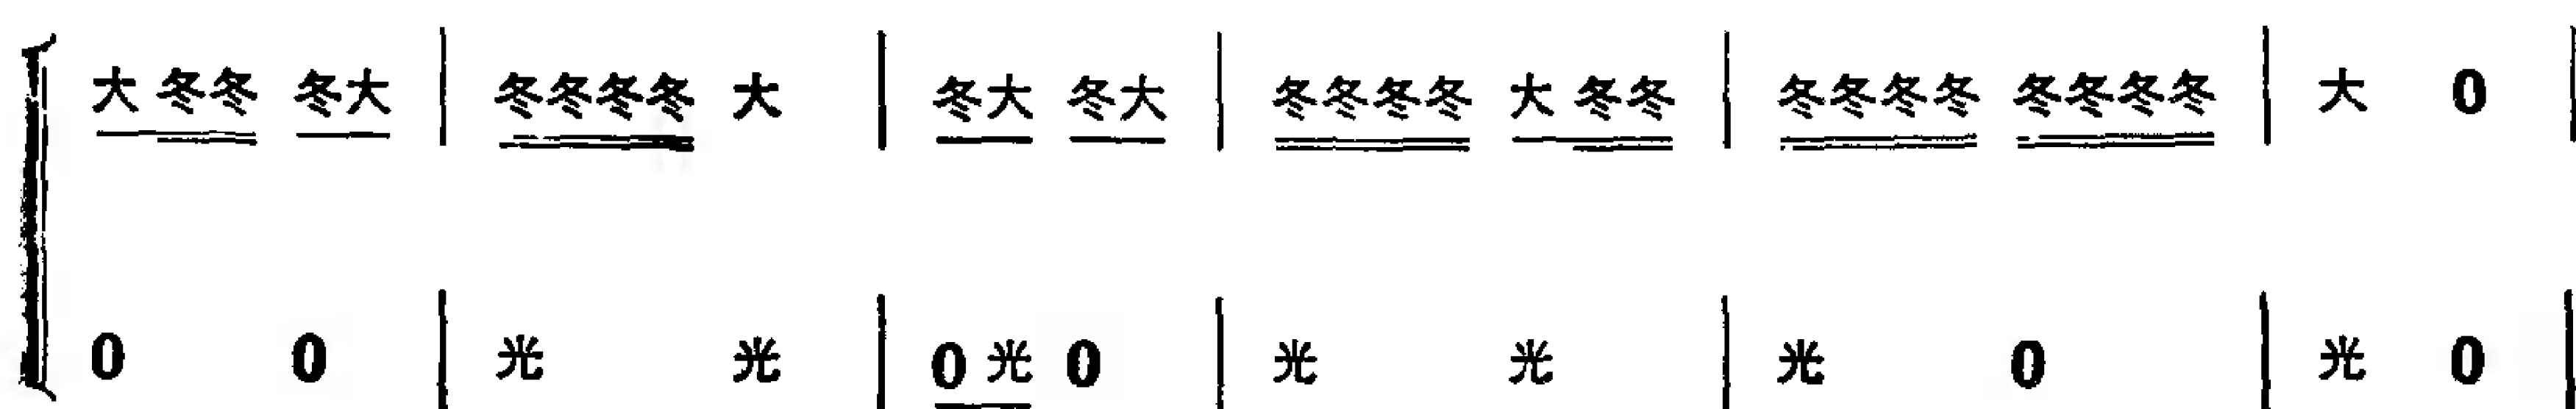 大 冬冬 冬大 | 冬冬冬冬 大 | 冬大 冬大 | 冬冬冬冬 大 冬冬 | 冬冬冬冬 冬冬冬冬 | 大 0 |
0 0 | 光 光 | 0 光 0 | 光 光 | 光 0 | 光 0 |